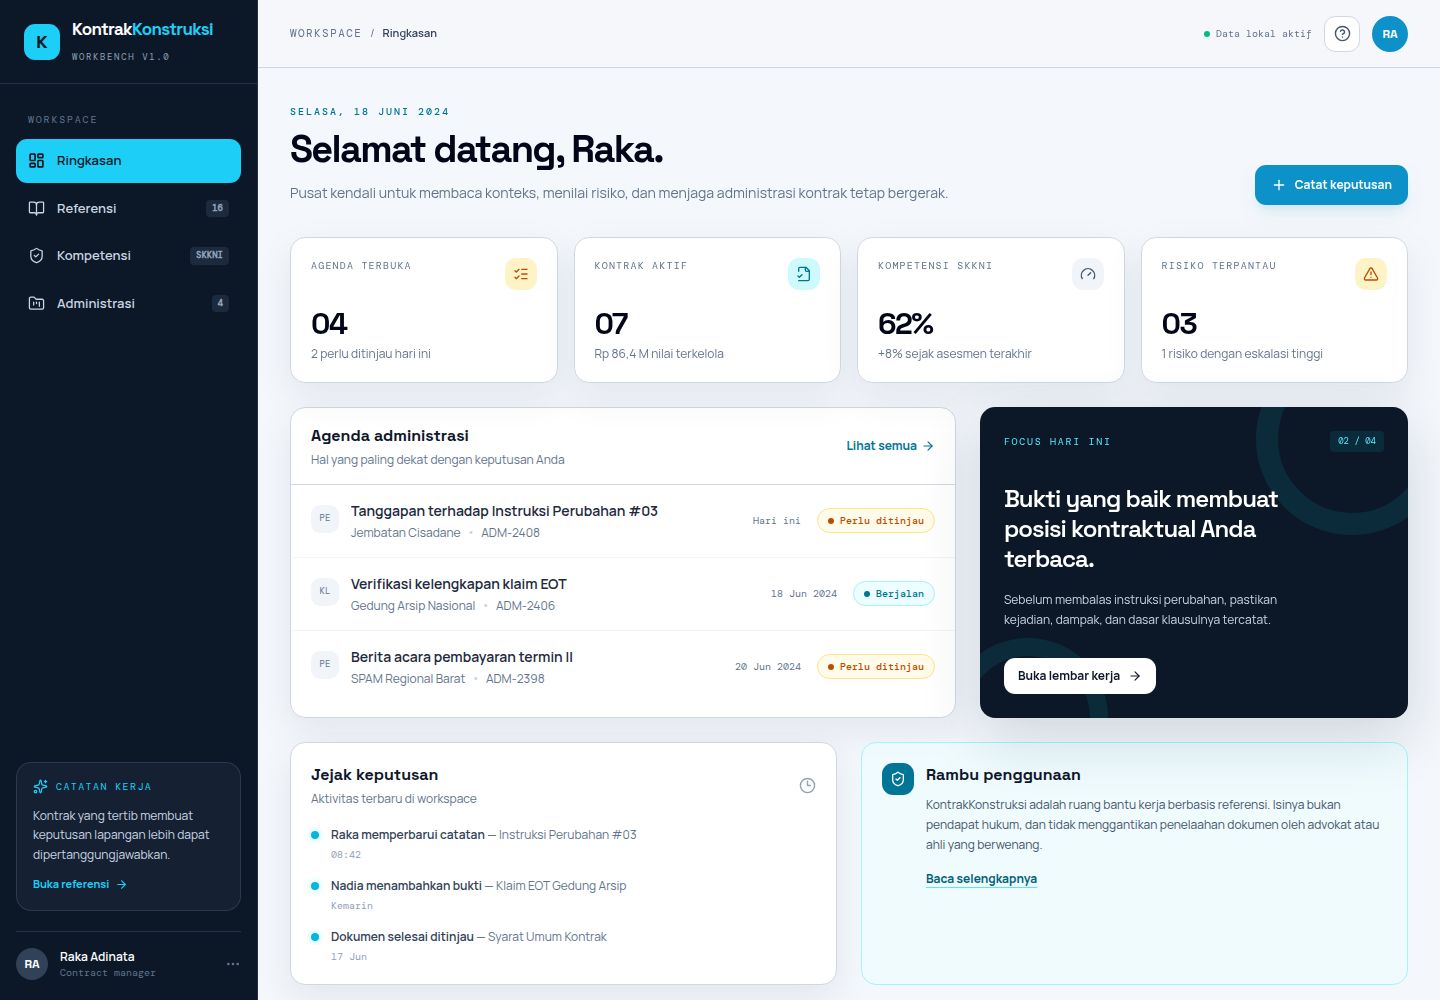 K
KontrakKonstruksi
WORKBENCH V1.0
WORKSPACE
Ringkasan
Referensi 16
Kompetensi SKKNI
Administrasi 4
CATATAN KERJA
Kontrak yang tertib membuat
keputusan lapangan lebih dapat
dipertanggungjawabkan.
Buka referensi
RA
Raka Adinata
Contract manager
WORKSPACE / Ringkasan
Data lokal aktif
RA
SELASA, 18 JUNI 2024
Selamat datang, Raka.
Pusat kendali untuk membaca konteks, menilai risiko, dan menjaga administrasi kontrak tetap bergerak.
Catat keputusan
AGENDA TERBUKA
04
2 perlu ditinjau hari ini
KONTRAK AKTIF
07
Rp 86,4 M nilai terkelola
KOMPETENSI SKKNI
62%
+8% sejak asesmen terakhir
RISIKO TERPANTAU
03
1 risiko dengan eskalasi tinggi
Agenda administrasi
Hal yang paling dekat dengan keputusan Anda
Lihat semua
PE
Tanggapan terhadap Instruksi Perubahan #03
Jembatan Cisadane • ADM-2408
Hari ini
Perlu ditinjau
KL
Verifikasi kelengkapan klaim EOT
Gedung Arsip Nasional • ADM-2406
18 Jun 2024
Berjalan
PE
Berita acara pembayaran termin II
SPAM Regional Barat • ADM-2398
20 Jun 2024
Perlu ditinjau
FOCUS HARI INI
02 / 04
Bukti yang baik membuat
posisi kontraktual Anda
terbaca.
Sebelum membalas instruksi perubahan, pastikan
kejadian, dampak, dan dasar klausulnya tercatat.
Buka lembar kerja
Jejak keputusan
Aktivitas terbaru di workspace
Raka memperbarui catatan — Instruksi Perubahan #03
08:42
Nadia menambahkan bukti — Klaim EOT Gedung Arsip
Kemarin
Dokumen selesai ditinjau — Syarat Umum Kontrak
17 Jun
Rambu penggunaan
KontrakKonstruksi adalah ruang bantu kerja berbasis referensi. Isinya bukan
pendapat hukum, dan tidak menggantikan penelaahan dokumen oleh advokat atau
ahli yang berwenang.
Baca selengkapnya